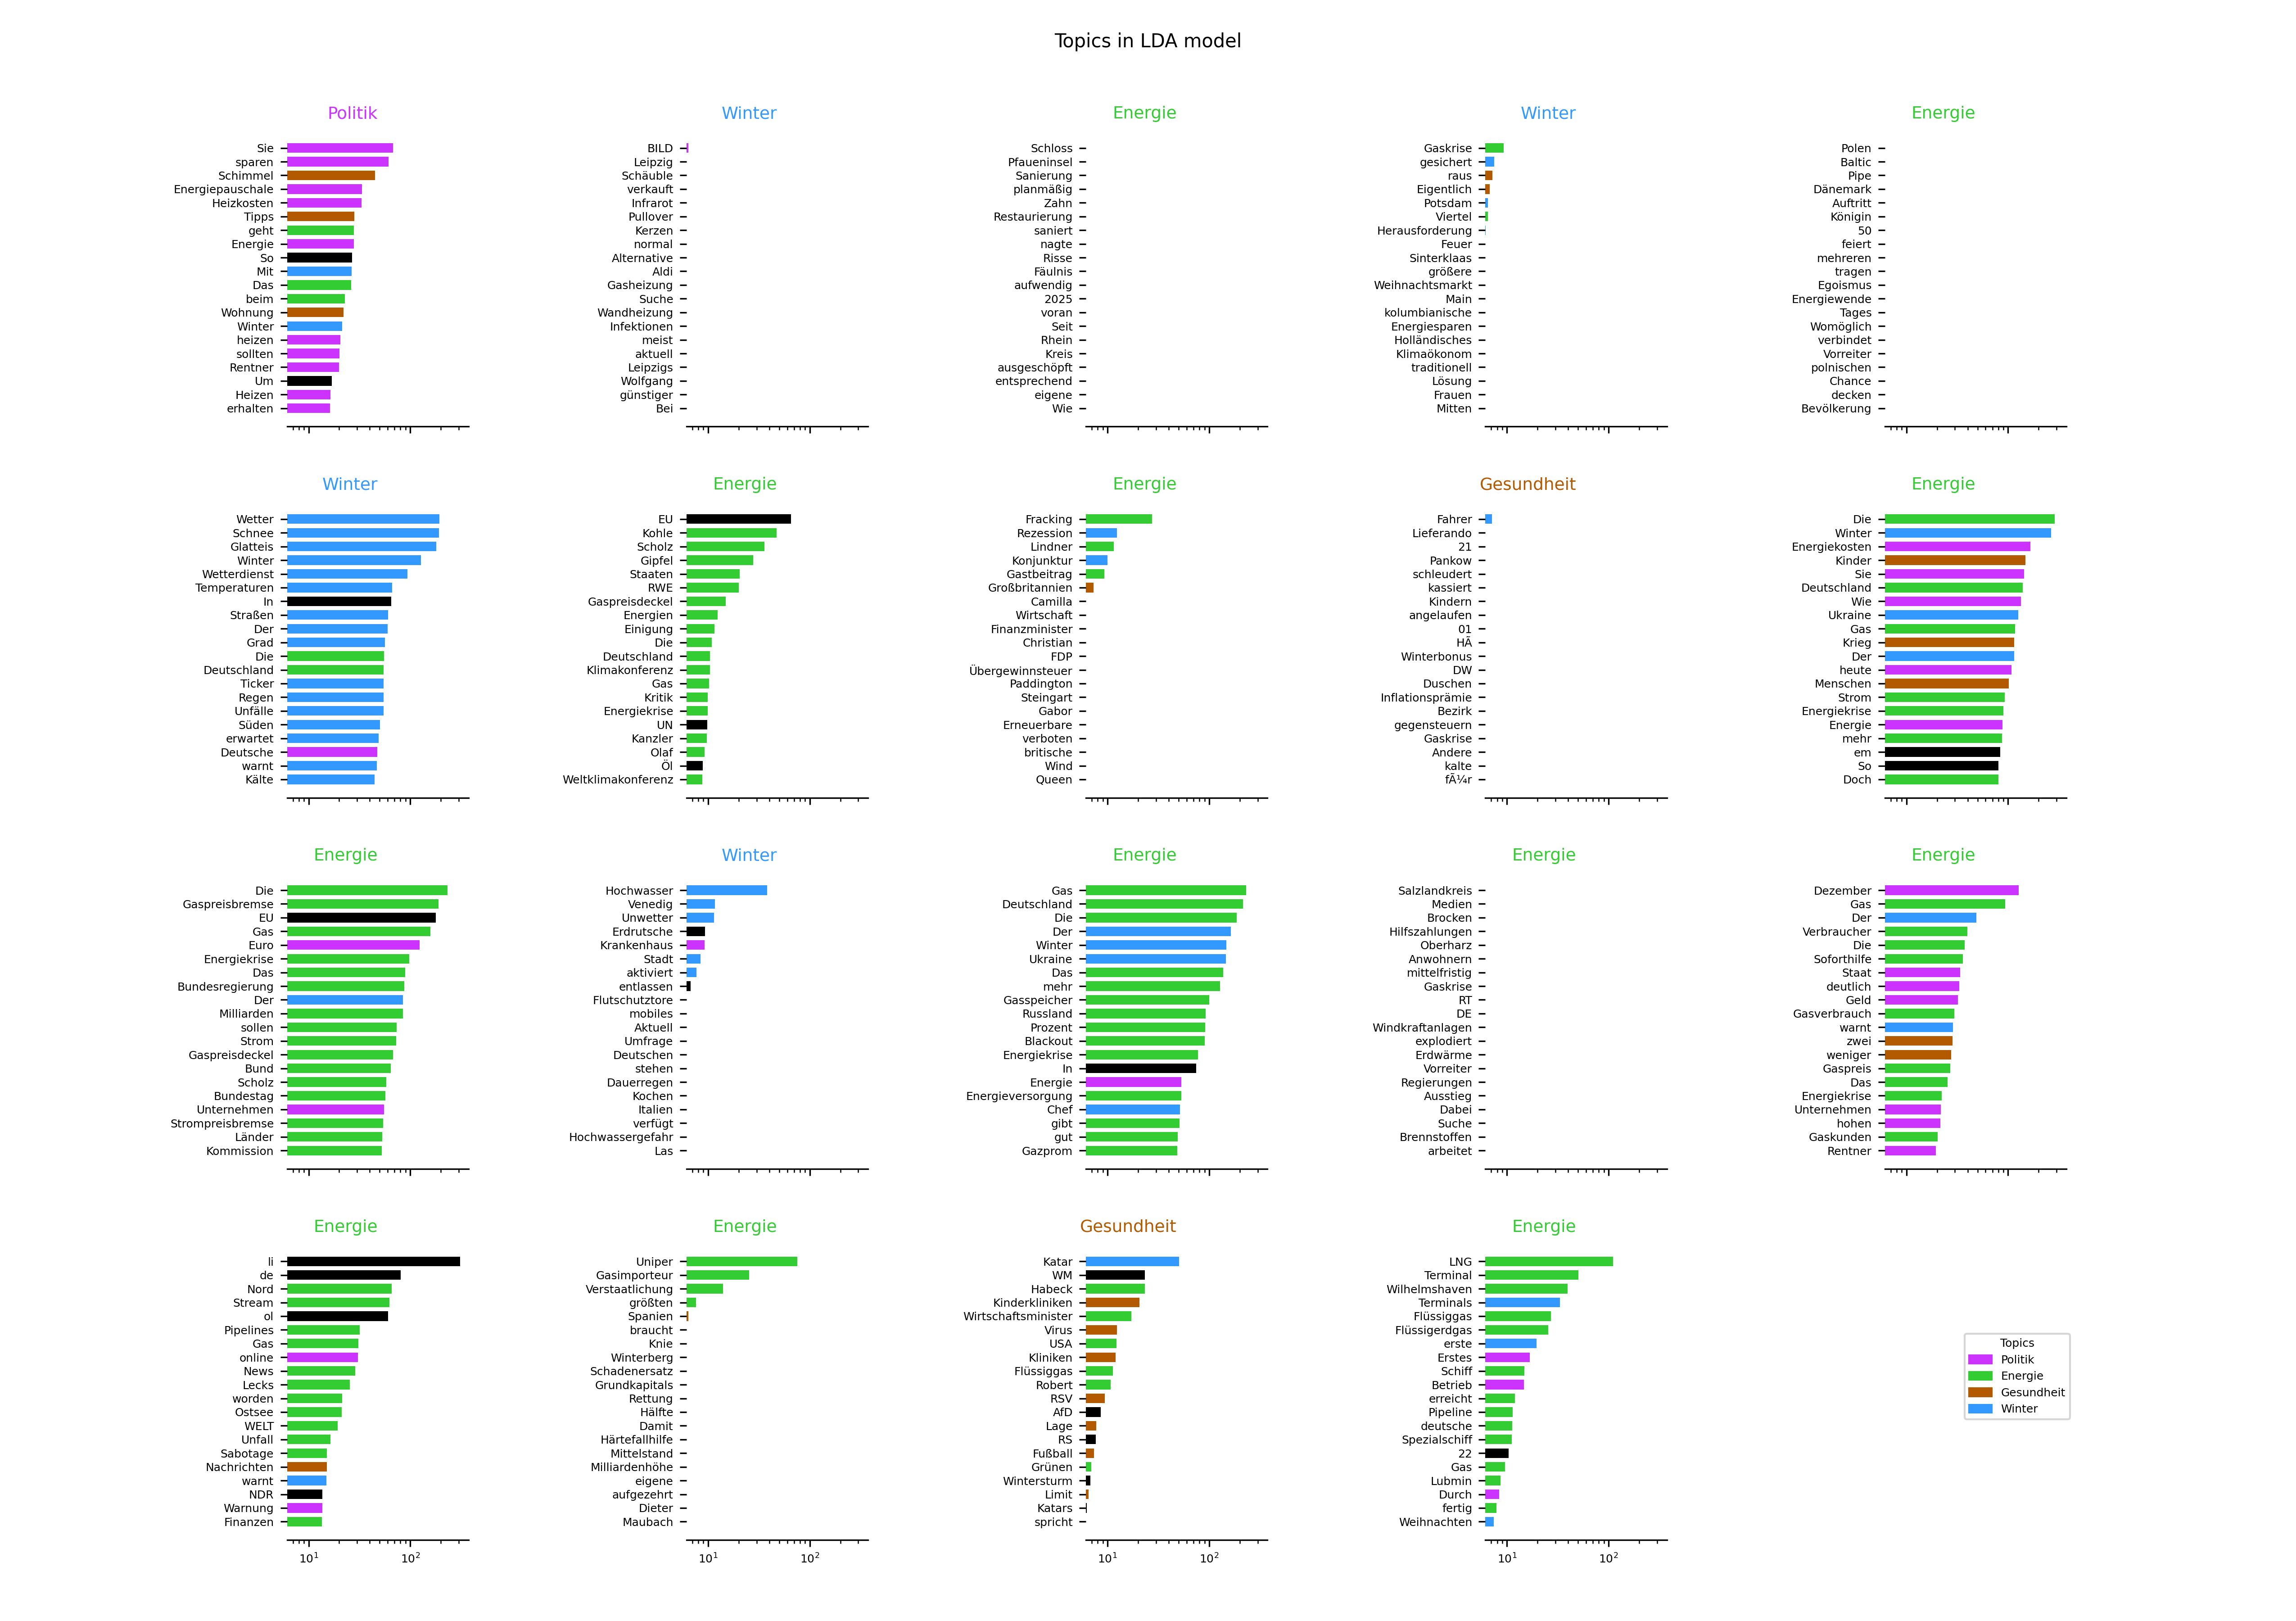 Topics in LDA model
Politik
Sie
sparen
Schimmel
Energiepauschale
Heizkosten
Tipps
geht
Energie
So
Mit
Das
beim
Wohnung
Winter
heizen
sollten
Rentner
Um
Heizen
erhalten
Winter
BILD
Leipzig
Schäuble
verkauft
Infrarot
Pullover
Kerzen
normal
Alternative
Aldi
Gasheizung
Suche
Wandheizung
Infektionen
meist
aktuell
Leipzigs
Wolfgang
günstiger
Bei
Energie
Schloss
Pfaueninsel
Sanierung
planmäßig
Zahn
Restaurierung
saniert
nagte
Risse
Fäulnis
aufwendig
2025
voran
Seit
Rhein
Kreis
ausgeschöpft
entsprechend
eigene
Wie
Winter
Gaskrise
gesichert
raus
Eigentlich
Potsdam
Viertel
Herausforderung
Feuer
Sinterklaas
größere
Weihnachtsmarkt
Main
kolumbianische
Energiesparen
Holländisches
Klimaökonom
traditionell
Lösung
Frauen
Mitten
Energie
Polen
Baltic
Pipe
Dänemark
Auftritt
Königin
50
feiert
mehreren
tragen
Egoismus
Energiewende
Tages
Womöglich
verbindet
Vorreiter
polnischen
Chance
decken
Bevölkerung
Winter
Wetter
Schnee
Glatteis
Winter
Wetterdienst
Temperaturen
In
Straßen
Der
Grad
Die
Deutschland
Ticker
Regen
Unfälle
Süden
erwartet
Deutsche
warnt
Kälte
Energie
EU
Kohle
Scholz
Gipfel
Staaten
RWE
Gaspreisdeckel
Energien
Einigung
Die
Deutschland
Klimakonferenz
Gas
Kritik
Energiekrise
UN
Kanzler
Olaf
Öl
Weltklimakonferenz
Energie
Fracking
Rezession
Lindner
Konjunktur
Gastbeitrag
Großbritannien
Camilla
Wirtschaft
Finanzminister
Christian
FDP
Übergewinnsteuer
Paddington
Steingart
Gabor
Erneuerbare
verboten
britische
Wind
Queen
Gesundheit
Fahrer
Lieferando
21
Pankow
schleudert
kassiert
Kindern
angelaufen
01
HÃ
Winterbonus
DW
Duschen
Inflationsprämie
Bezirk
gegensteuern
Gaskrise
Andere
kalte
fÃ¼r
Energie
Die
Winter
Energiekosten
Kinder
Sie
Deutschland
Wie
Ukraine
Gas
Krieg
Der
heute
Menschen
Strom
Energiekrise
Energie
mehr
em
So
Doch
Energie
Die
Gaspreisbremse
EU
Gas
Euro
Energiekrise
Das
Bundesregierung
Der
Milliarden
sollen
Strom
Gaspreisdeckel
Bund
Scholz
Bundestag
Unternehmen
Strompreisbremse
Länder
Kommission
Winter
Hochwasser
Venedig
Unwetter
Erdrutsche
Krankenhaus
Stadt
aktiviert
entlassen
Flutschutztore
mobiles
Aktuell
Umfrage
Deutschen
stehen
Dauerregen
Kochen
Italien
verfügt
Hochwassergefahr
Las
Energie
Gas
Deutschland
Die
Der
Winter
Ukraine
Das
mehr
Gasspeicher
Russland
Prozent
Blackout
Energiekrise
In
Energie
Energieversorgung
Chef
gibt
gut
Gazprom
Energie
Salzlandkreis
Medien
Brocken
Hilfszahlungen
Oberharz
Anwohnern
mittelfristig
Gaskrise
RT
DE
Windkraftanlagen
explodiert
Erdwärme
Vorreiter
Regierungen
Ausstieg
Dabei
Suche
Brennstoffen
arbeitet
Energie
Dezember
Gas
Der
Verbraucher
Die
Soforthilfe
Staat
deutlich
Geld
Gasverbrauch
warnt
zwei
weniger
Gaspreis
Das
Energiekrise
Unternehmen
hohen
Gaskunden
Rentner
Energie
li
de
Nord
Stream
ol
Pipelines
Gas
online
News
Lecks
worden
Ostsee
WELT
Unfall
Sabotage
Nachrichten
warnt
NDR
Warnung
Finanzen
10¹ 10²
Energie
Uniper
Gasimporteur
Verstaatlichung
größten
Spanien
braucht
Knie
Winterberg
Schadenersatz
Grundkapitals
Rettung
Hälfte
Damit
Härtefallhilfe
Mittelstand
Milliardenhöhe
eigene
aufgezehrt
Dieter
Maubach
10¹ 10²
Gesundheit
Katar
WM
Habeck
Kinderkliniken
Wirtschaftsminister
Virus
USA
Kliniken
Flüssiggas
Robert
RSV
AfD
Lage
RS
Fußball
Grünen
Wintersturm
Limit
Katars
spricht
10¹ 10²
Energie
LNG
Terminal
Wilhelmshaven
Terminals
Flüssiggas
Flüssigerdgas
erste
Erstes
Schiff
Betrieb
erreicht
Pipeline
deutsche
Spezialschiff
22
Gas
Lubmin
Durch
fertig
Weihnachten
10¹ 10²
Topics
Politik
Energie
Gesundheit
Winter